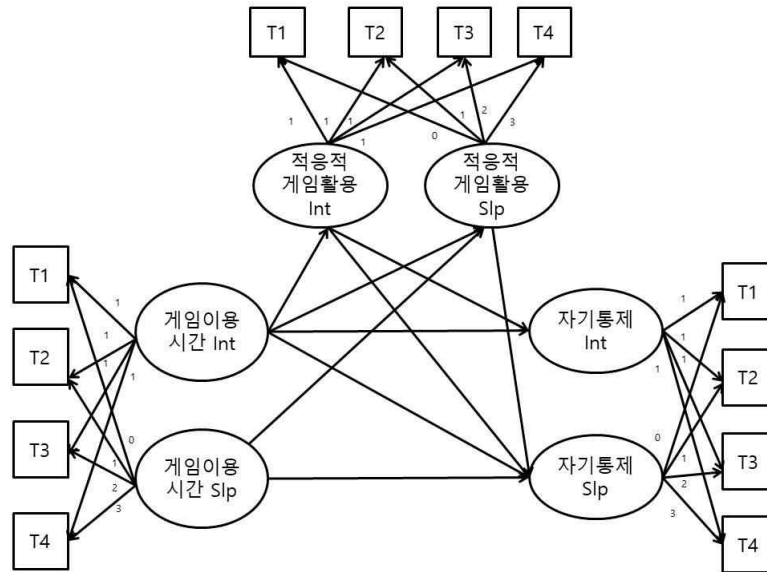 T1
T2
T3
T4
1
1
1
1
0
1
2
3
적응적
게임활용
Int
적응적
게임활용
Slp
T1
T2
T3
T4
1
1
1
1
0
1
2
3
게임이용
시간 Int
게임이용
시간 Slp
자기통제
Int
자기통제
Slp
1
1
1
1
0
1
2
3
T1
T2
T3
T4